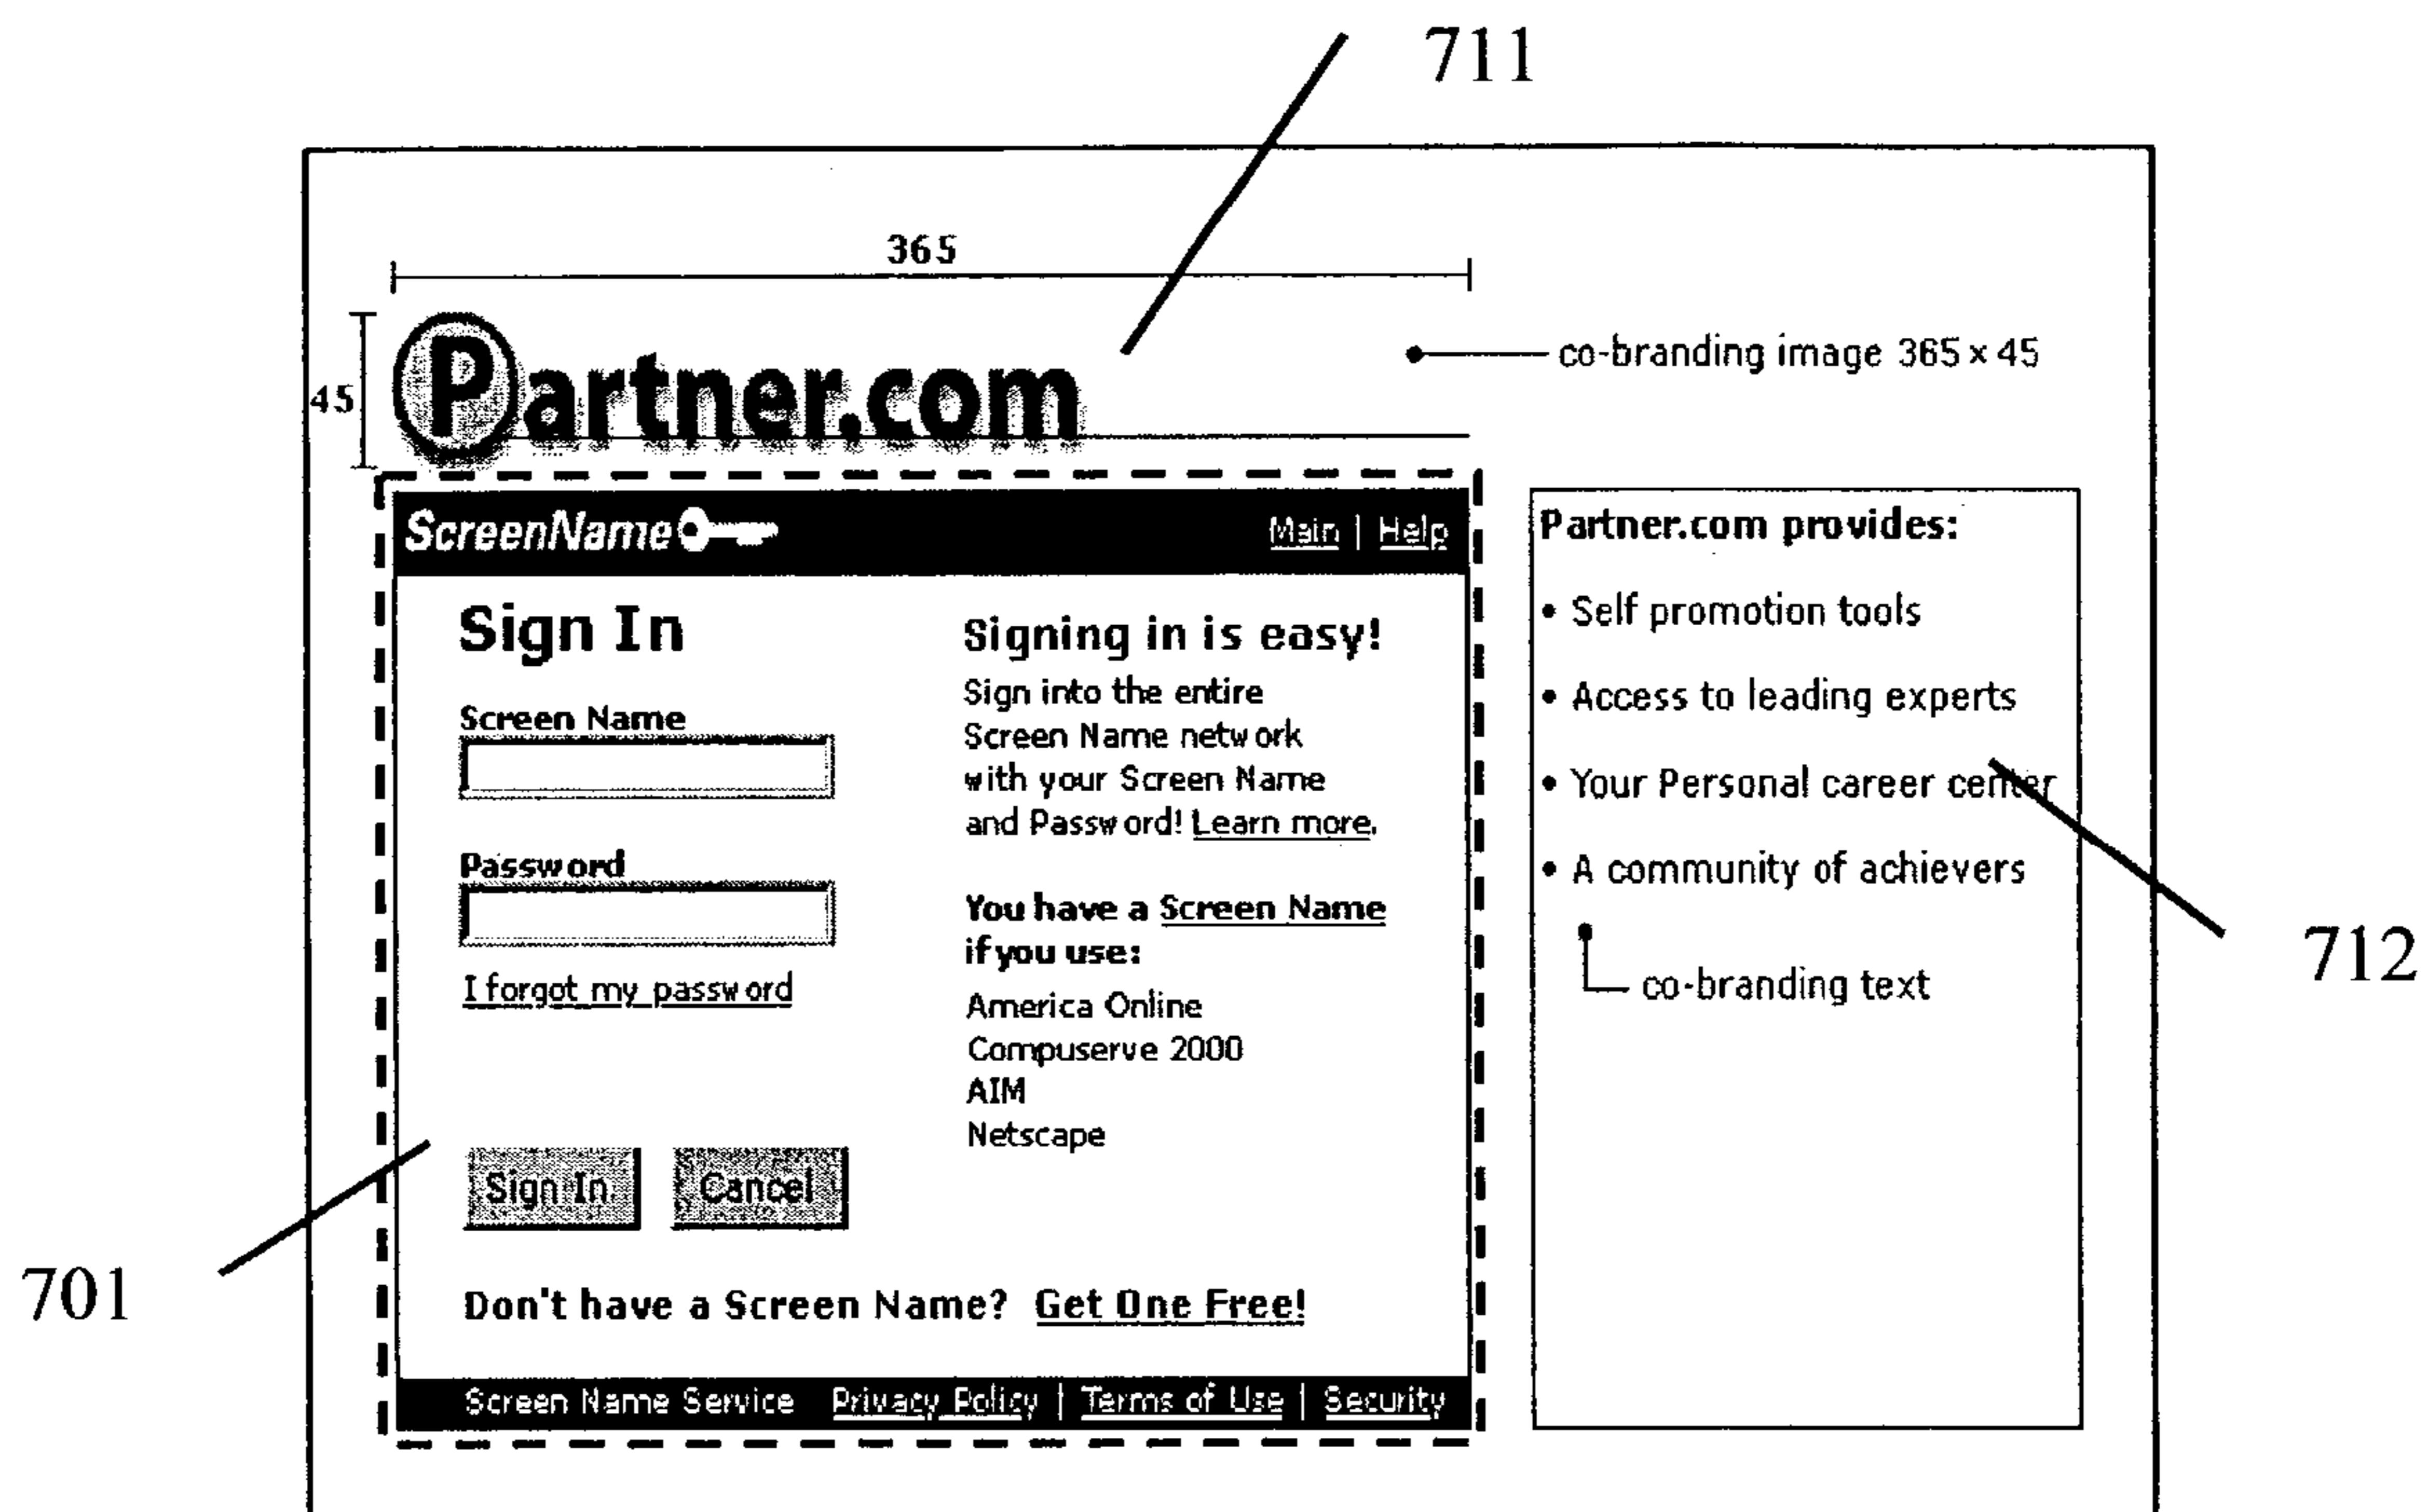 711
365
45
Partner.com
co-branding image 365 x 45
ScreenName
Main | Help
Sign In
Screen Name
Password
I forgot my password
Sign In
Cancel
Signing in is easy!
Sign into the entire
Screen Name network
with your Screen Name
and Password! Learn more.
You have a Screen Name
if you use:
America Online
Compuserve 2000
AIM
Netscape
Don't have a Screen Name? Get One Free!
Screen Name Service Privacy Policy | Terms of Use | Security
Partner.com provides:
• Self promotion tools
• Access to leading experts
• Your Personal career center
• A community of achievers
co-branding text
712
701